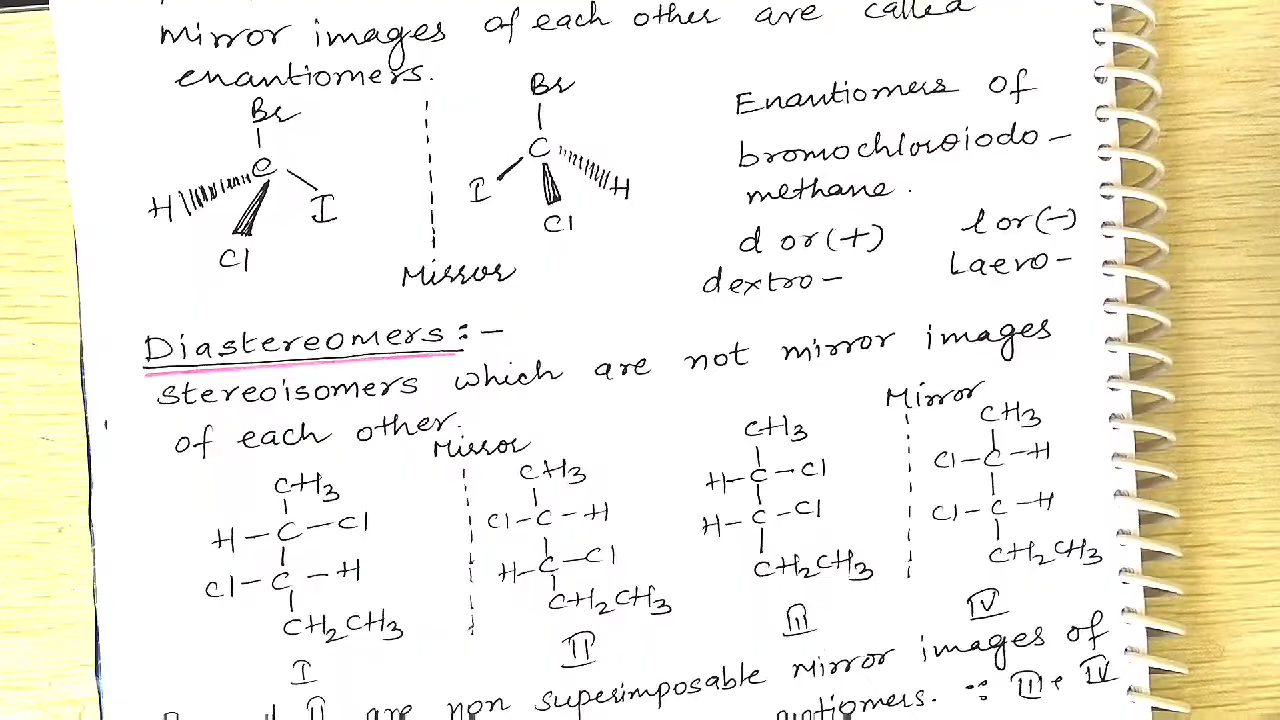 Mirror images of each other are called
enantiomers.
Br
C
H
I
Cl
Mirror
Br
C
I
H
Cl
Enantiomers of
bromochloroiodo-
methane.
d or (+) l or (-)
dextro- Laevo-
Diastereomers:-
stereoisomers which are not mirror images
of each other.
Mirror
Mirror
CH3
H-C-Cl
Cl-C-H
CH2CH3
I
CH3
Cl-C-H
H-C-Cl
CH2CH3
II
CH3
H-C-Cl
H-C-Cl
CH2CH3
III
CH3
Cl-C-H
Cl-C-H
CH2CH3
IV
II are non superimposable mirror images of
IV